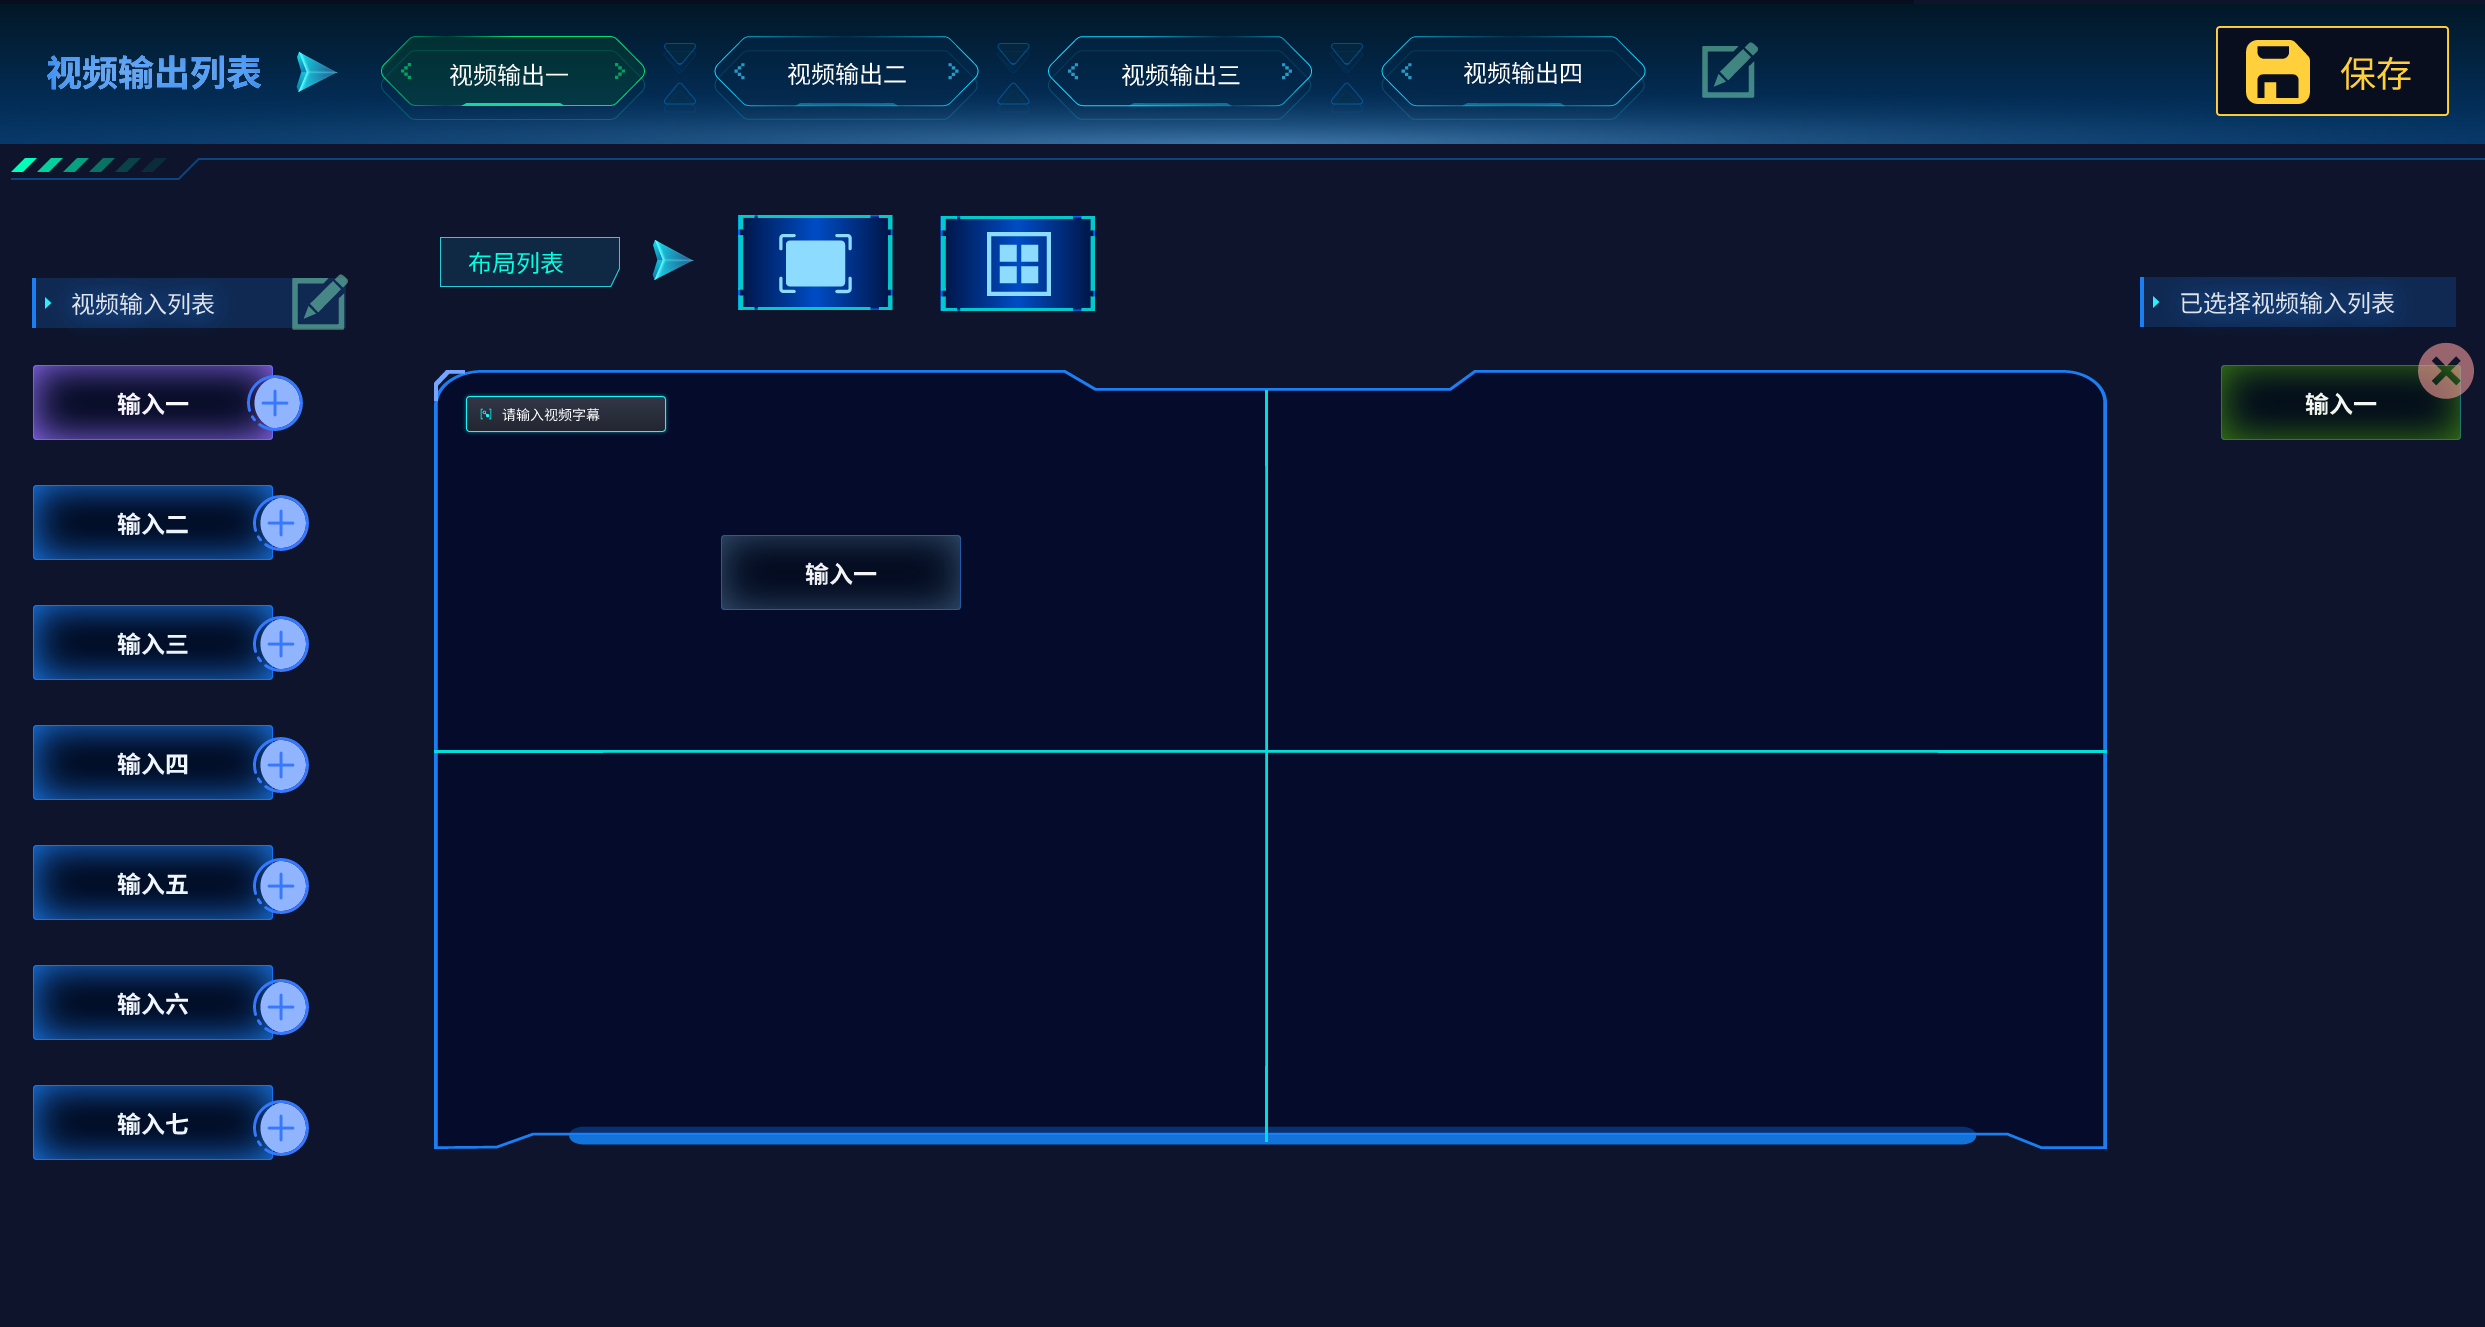 视频输出列表
视频输出一
视频输出二
视频输出三
视频输出四
保存
布局列表
视频输入列表
已选择视频输入列表
输入一
请输入视频字幕
输入一
输入一
输入二
输入三
输入四
输入五
输入六
输入七